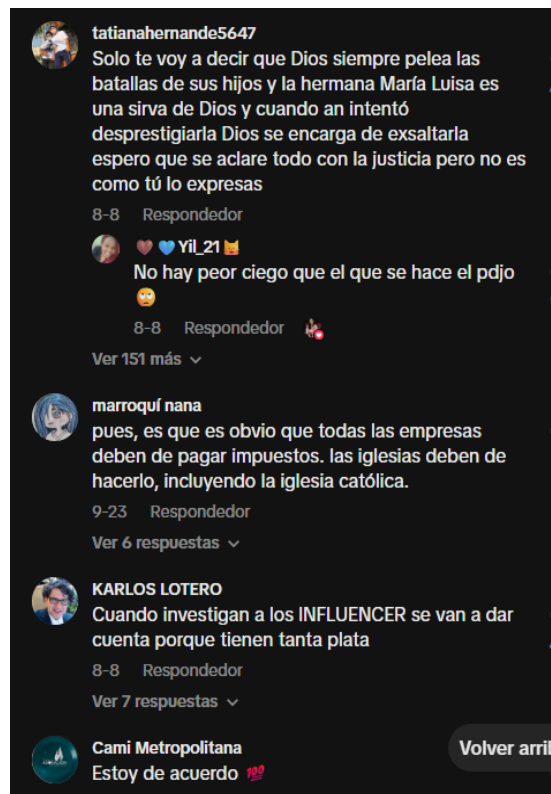 tatianahernande5647
Solo te voy a decir que Dios siempre pelea las
batallas de sus hijos y la hermana María Luisa es
una sirva de Dios y cuando an intentó
desprestigiarla Dios se encarga de exsaltarla
espero que se aclare todo con la justicia pero no es
como tú lo expresas
8-8 Respondedor
🤎 💙 Yil_21 😹
No hay peor ciego que el que se hace el pdjo
🙄
8-8 Respondedor
Ver 151 más
marroquí nana
pues, es que es obvio que todas las empresas
deben de pagar impuestos. las iglesias deben de
hacerlo, incluyendo la iglesia católica.
9-23 Respondedor
Ver 6 respuestas
KARLOS LOTERO
Cuando investigan a los INFLUENCER se van a dar
cuenta porque tienen tanta plata
8-8 Respondedor
Ver 7 respuestas
Cami Metropolitana
Volver arri
Estoy de acuerdo 💯